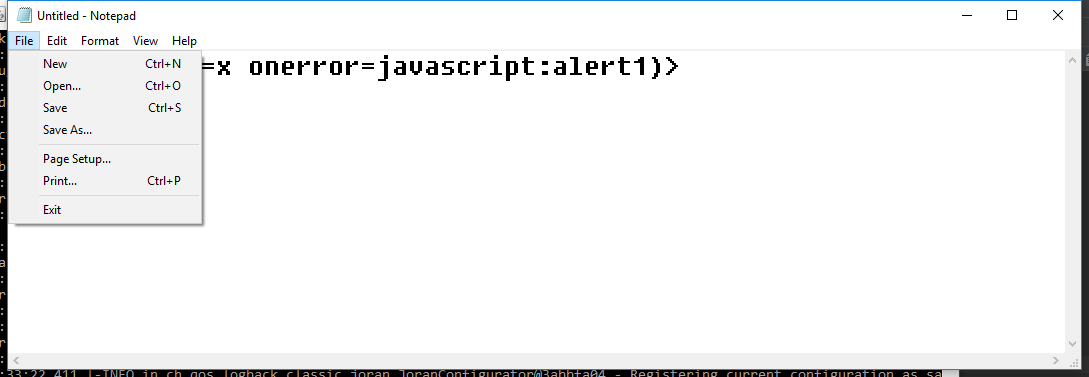 Untitled - Notepad
File Edit Format View Help
=x onerror=javascript:alert1)>
New Ctrl+N
Open... Ctrl+O
Save Ctrl+S
Save As...
Page Setup...
Print... Ctrl+P
Exit
:33:22,411 |-INFO in ch.qos.logback.classic.joran.JoranConfigurator@3abbfa04 - Registering current configuration as sa